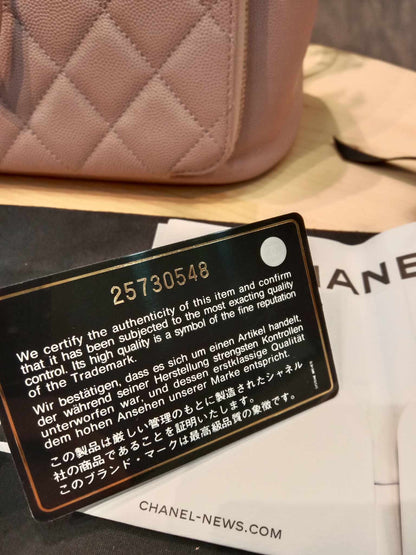 25730548
We certify the authenticity of this item and confirm
that it has been subjected to the most exacting quality
control. Its high quality is a symbol of the fine reputation
of the Trademark.
Wir bestätigen, dass es sich um einen Artikel handelt,
der während seiner Herstellung strengsten Kontrollen
unterworfen war, und dessen erstklassige Qualität
dem hohen Ansehen unserer Marke entspricht.
この製品は厳しい管理のもとに製造されたシャネル
社の商品であることを証明いたします。
このブランド・マークは最高級品質の象徴です。
HANE
CHANEL-NEWS.COM